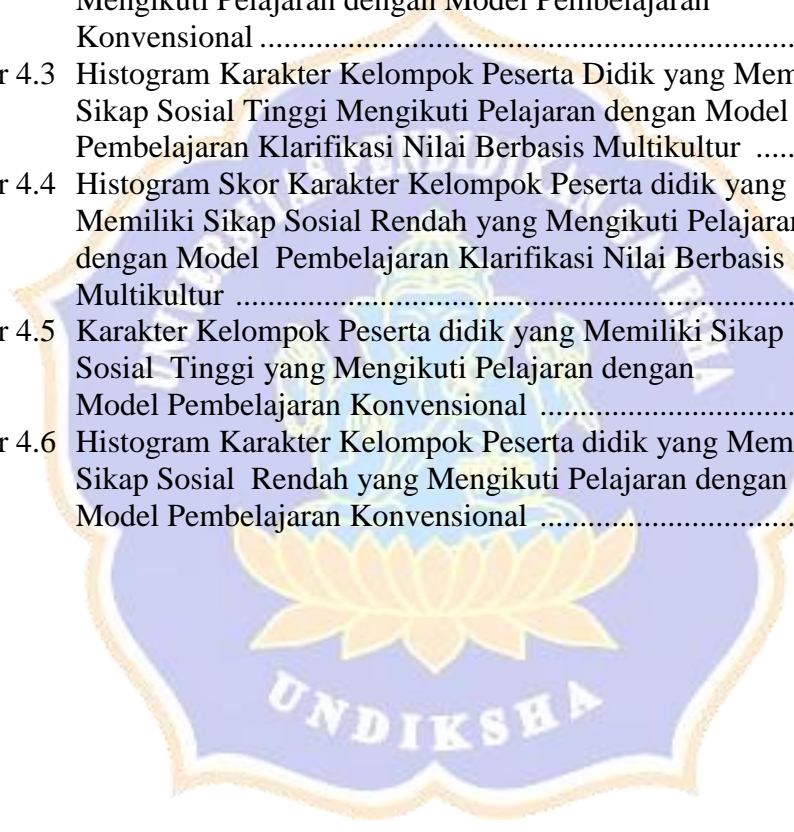 Mengikuti Pelajaran dengan Model Pembelajaran
Konvensional ..................................................................
r 4.3 Histogram Karakter Kelompok Peserta Didik yang Mem
Sikap Sosial Tinggi Mengikuti Pelajaran dengan Model
Pembelajaran Klarifikasi Nilai Berbasis Multikultur .....
r 4.4 Histogram Skor Karakter Kelompok Peserta didik yang
Memiliki Sikap Sosial Rendah yang Mengikuti Pelajaran
dengan Model Pembelajaran Klarifikasi Nilai Berbasis
Multikultur .....................................................................
r 4.5 Karakter Kelompok Peserta didik yang Memiliki Sikap
Sosial Tinggi yang Mengikuti Pelajaran dengan
Model Pembelajaran Konvensional ...............................
r 4.6 Histogram Karakter Kelompok Peserta didik yang Mem
Sikap Sosial Rendah yang Mengikuti Pelajaran dengan
Model Pembelajaran Konvensional ...............................
UNDIKSHA